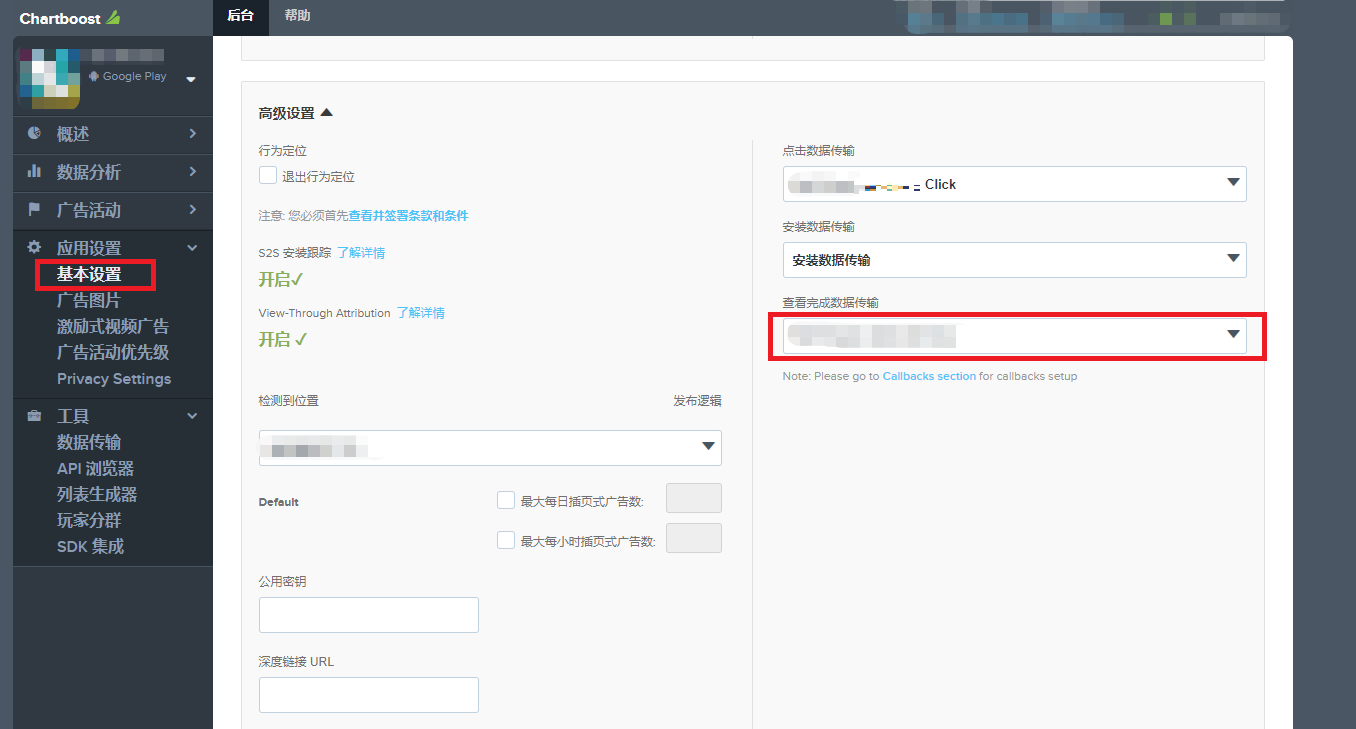 Chartboost
后台
帮助
Google Play
概述
数据分析
广告活动
应用设置
基本设置
广告图片
激励式视频广告
广告活动优先级
Privacy Settings
工具
数据传输
API 浏览器
列表生成器
玩家分群
SDK 集成
高级设置
行为定位
退出行为定位
注意: 您必须首先查看并签署条款和条件
S2S 安装跟踪 了解详情
开启✓
View-Through Attribution 了解详情
开启 ✓
检测到位置
发布逻辑
Default
最大每日插页式广告数:
最大每小时插页式广告数:
公用密钥
深度链接 URL
点击数据传输
Click
安装数据传输
安装数据传输
查看完成数据传输
Note: Please go to Callbacks section for callbacks setup